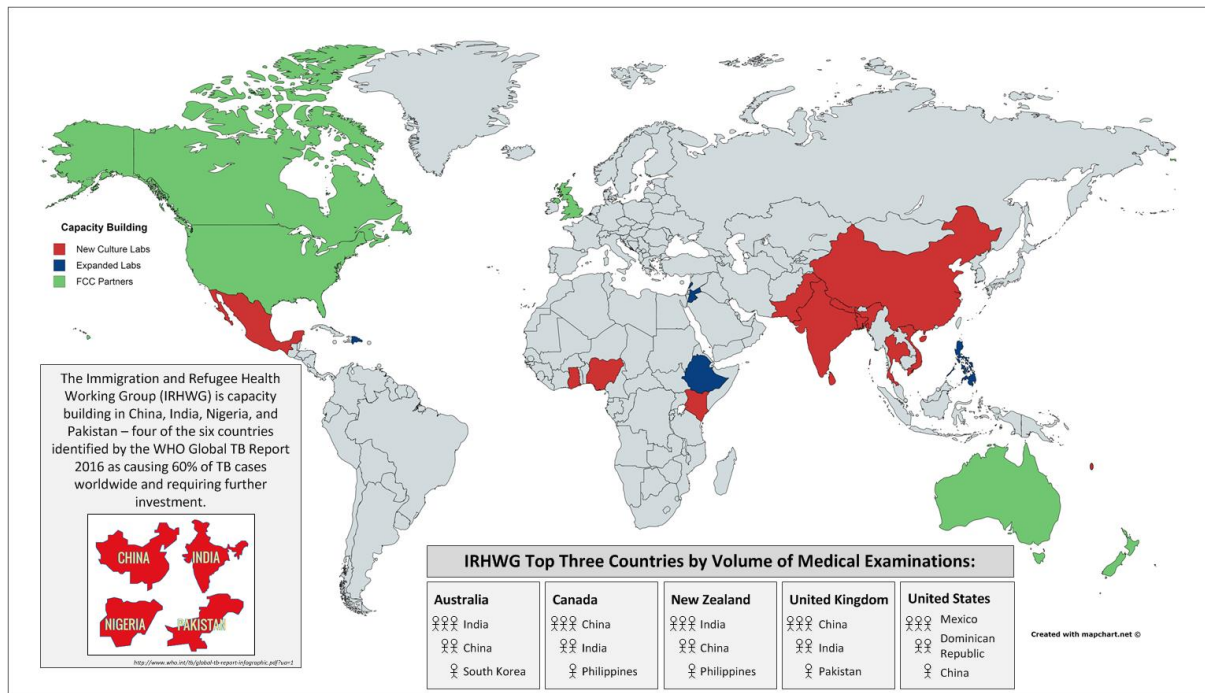 Capacity Building
New Culture Labs
Expanded Labs
FCC Partners
The Immigration and Refugee Health
Working Group (IRHWG) is capacity
building in China, India, Nigeria, and
Pakistan – four of the six countries
identified by the WHO Global TB Report
2016 as causing 60% of TB cases
worldwide and requiring further
investment.
CHINA
INDIA
NIGERIA
PAKISTAN
http://www.who.int/tb/global-tb-report-infographic.pdf?ua=1
IRHWG Top Three Countries by Volume of Medical Examinations:
Australia
India
China
South Korea
Canada
China
India
Philippines
New Zealand
India
China
Philippines
United Kingdom
China
India
Pakistan
United States
Mexico
Dominican
Republic
China
Created with mapchart.net ©